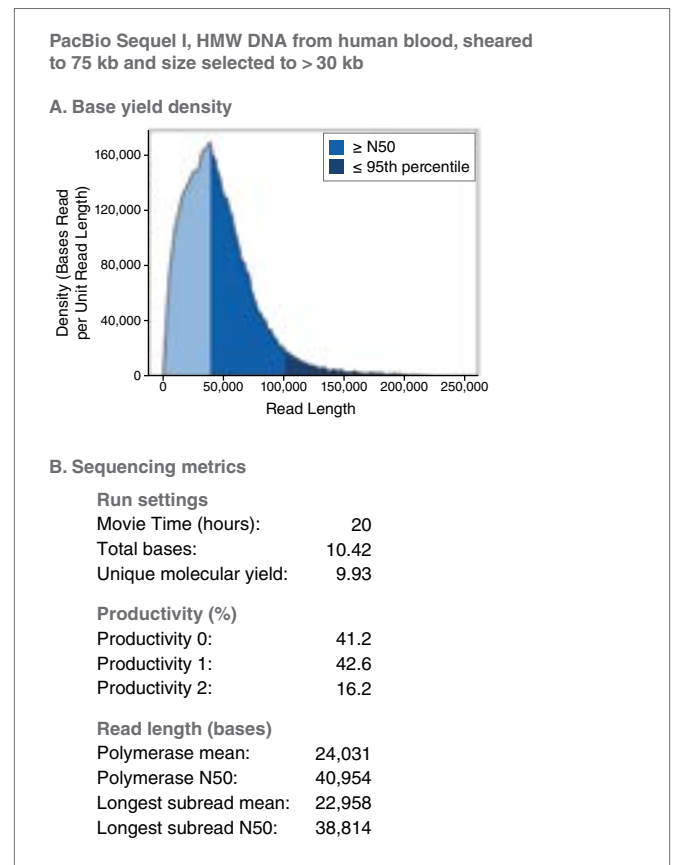 PacBio Sequel I, HMW DNA from human blood, sheared
to 75 kb and size selected to > 30 kb
A. Base yield density
Density (Bases Read
per Unit Read Length)
160,000
120,000
80,000
40,000
0
≥ N50
≤ 95th percentile
0 50,000 100,000 150,000 200,000 250,000
Read Length
B. Sequencing metrics
Run settings
Movie Time (hours): 20
Total bases: 10.42
Unique molecular yield: 9.93
Productivity (%)
Productivity 0: 41.2
Productivity 1: 42.6
Productivity 2: 16.2
Read length (bases)
Polymerase mean: 24,031
Polymerase N50: 40,954
Longest subread mean: 22,958
Longest subread N50: 38,814